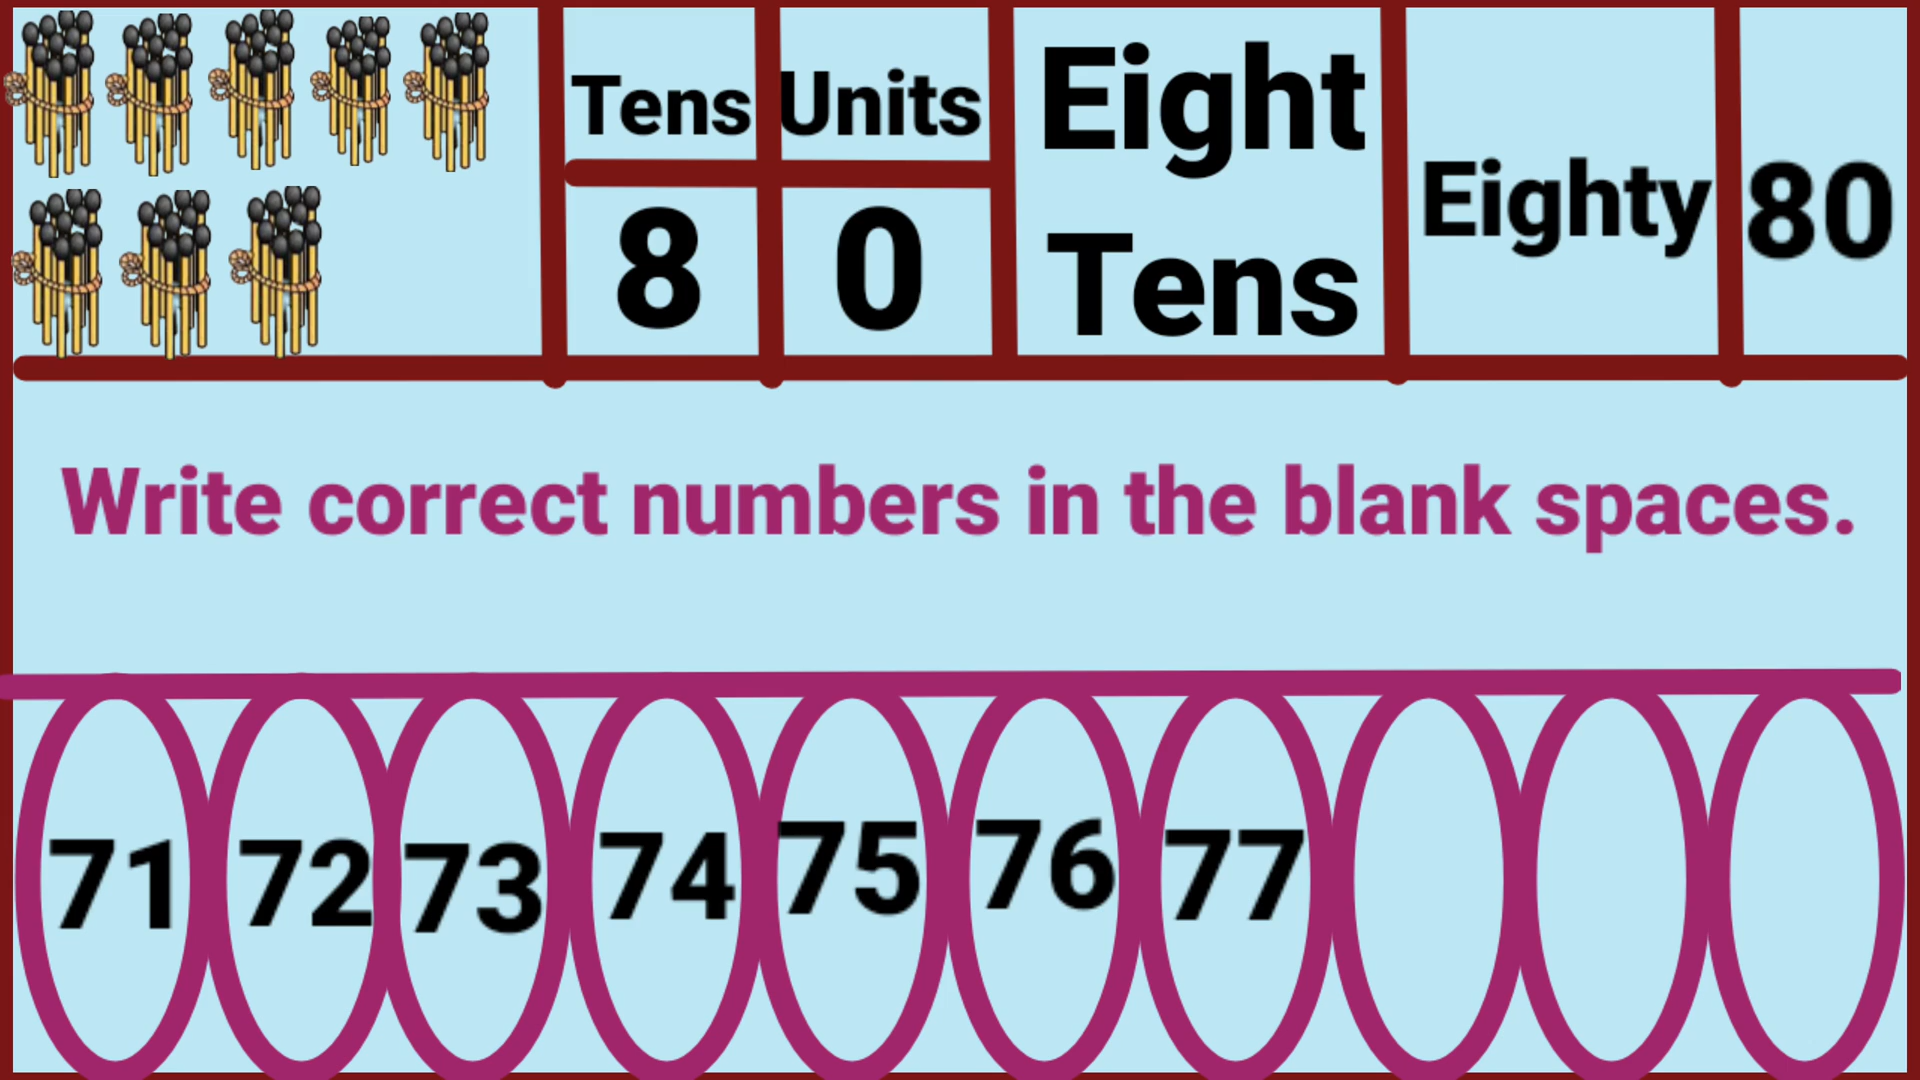 Tens Units Eight Tens Eighty 80
8 0
Write correct numbers in the blank spaces.
71 72 73 74 75 76 77